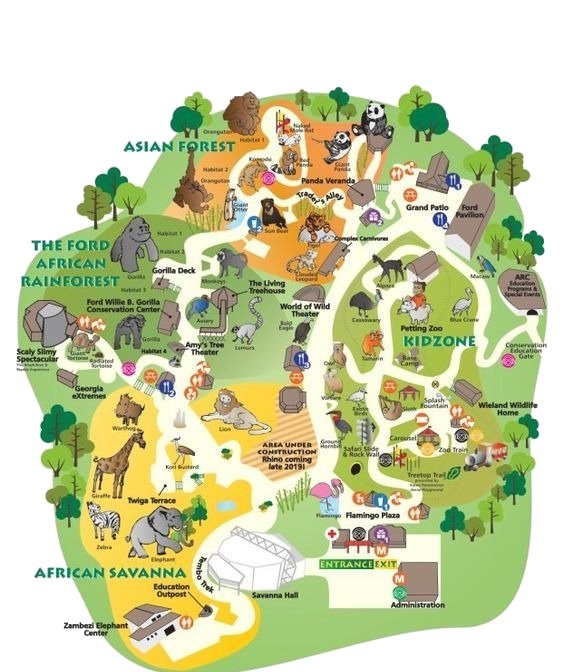 Orangutan
Habitat 1
Naked
Mole Rat
ASIAN FOREST
Komodo
Red
Panda
Giant
Panda
Habitat 2
Orangutan
Panda Veranda
Trader's Alley
Giant
Otter
Grand Patio
Ford
Pavilion
Sun Bear
Tiger
Complex Carnivores
Habitat 1
THE FORD
AFRICAN
RAINFOREST
Habitat 2
Gorilla
Gorilla Deck
Monkeys
Clouded
Leopard
Alpaca
Macaw
ARC
Education
Programs &
Special Events
Habitat 3
The Living
Treehouse
Ford Willie B. Gorilla
Conservation Center
Aviary
World of Wild
Theater
Cassowary
Blue Crane
Petting Zoo
Bald
Eagle
Gorilla
Lemurs
KIDZONE
Scaly Slimy
Spectacular
Giant
Tortoise
Radiated
Tortoise
Habitat 4
Amy's Tree
Theater
Tamarin
Base
Camp
Conservation
Education
Gate
Owl
Georgia
eXtremes
Vulture
Exotic
Birds
Sloth
Splash
Fountain
Wieland Wildlife
Home
Warthog
Lion
AREA UNDER
CONSTRUCTION
Rhino coming
late 2019!
Ground
Hornbill
Safari Slide
& Rock Wall
Carousel
Zoo Train
Kori Bustard
Treetop Trail
Giraffe
Twiga Terrace
Flamingo
Flamingo Plaza
Zebra
Elephant
ENTRANCE EXIT
AFRICAN SAVANNA
Tembo Trek
Education
Outpost
Savanna Hall
Administration
Zambezi Elephant
Center